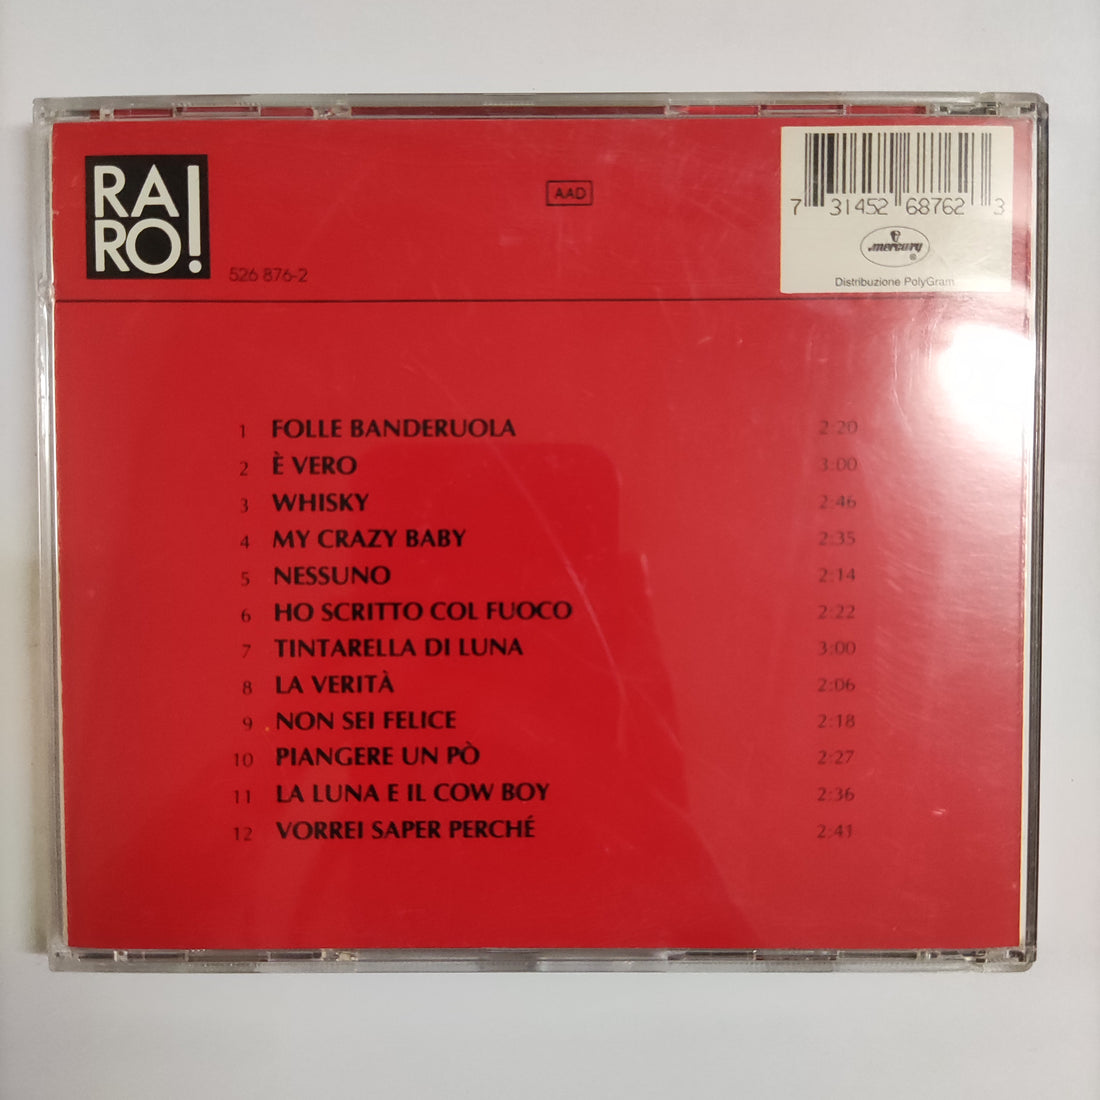 RA
RO!
526 876-2
AAD
7 31452 68762 3
mercury ®
Distribuzione PolyGram
1 FOLLE BANDERUOLA 2:20
2 È VERO 3:00
3 WHISKY 2:46
4 MY CRAZY BABY 2:35
5 NESSUNO 2:14
6 HO SCRITTO COL FUOCO 2:22
7 TINTARELLA DI LUNA 3:00
8 LA VERITÀ 2:06
9 NON SEI FELICE 2:18
10 PIANGERE UN PÒ 2:27
11 LA LUNA E IL COW BOY 2:36
12 VORREI SAPER PERCHÉ 2:41